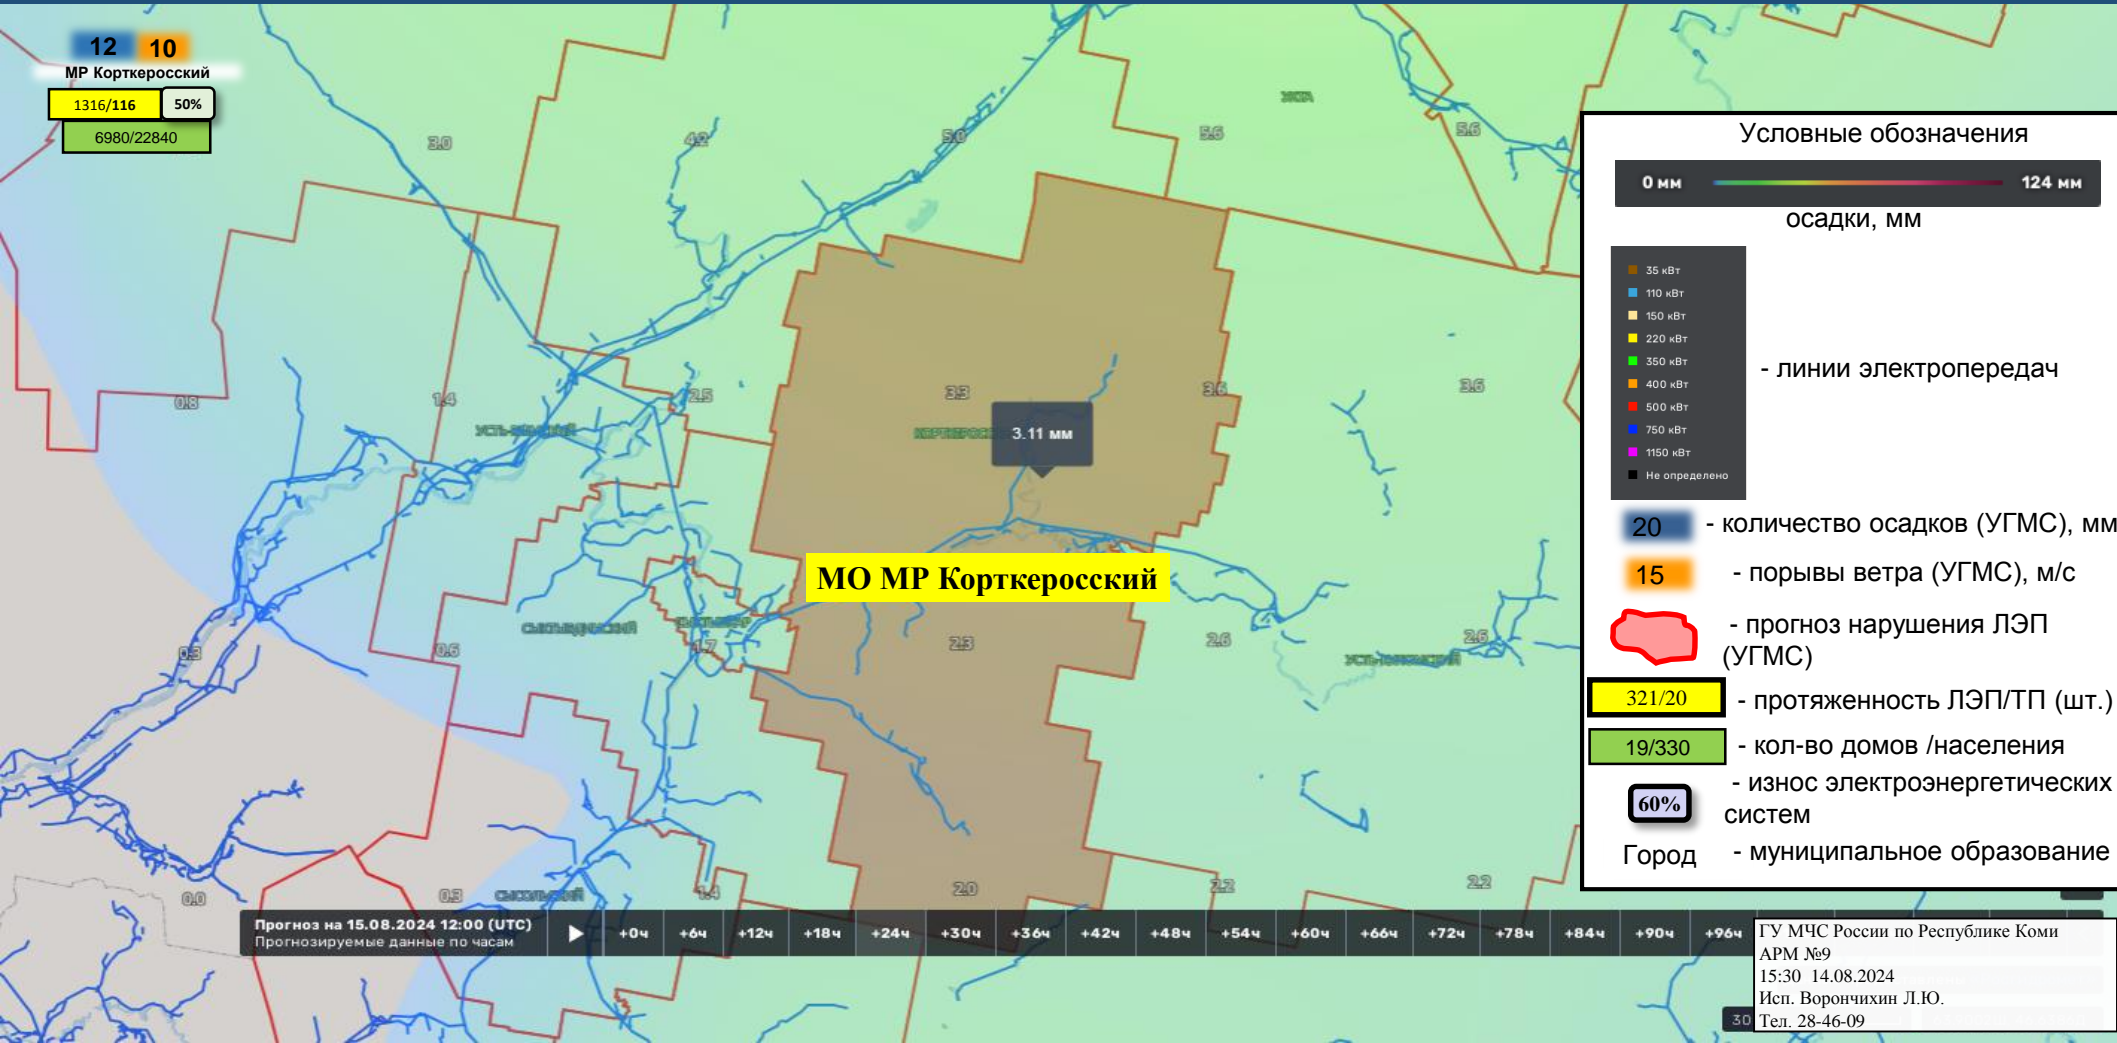 12 10
МР Корткеросский
1316/116 50%
6980/22840
УХТА
3.0 4.2 5.0 5.6 5.6
0.8 1.4 2.5 3.3 3.6 3.6
3.11 мм
МО МР Корткеросский
СЫКТЫВДИНСКИЙ
0.3 0.6 1.7 2.3 2.6 2.6
0.0 0.3 1.4 2.0 2.2 2.2
СЫСОЛЬСКИЙ
Прогноз на 15.08.2024 12:00 (UTC)
Прогнозируемые данные по часам
+0ч +6ч +12ч +18ч +24ч +30ч +36ч +42ч +48ч +54ч +60ч +66ч +72ч +78ч +84ч +90ч +96ч
Условные обозначения
0 мм 124 мм
осадки, мм
35 кВт
110 кВт
150 кВт
220 кВт
350 кВт
400 кВт
500 кВт
750 кВт
1150 кВт
Не определено
- линии электропередач
20 - количество осадков (УГМС), мм
15 - порывы ветра (УГМС), м/с
- прогноз нарушения ЛЭП
(УГМС)
321/20 - протяженность ЛЭП/ТП (шт.)
19/330 - кол-во домов /населения
- износ электроэнергетических
60% систем
Город - муниципальное образование
ГУ МЧС России по Республике Коми
АРМ №9
15:30 14.08.2024
Исп. Ворончихин Л.Ю.
30 Тел. 28-46-09